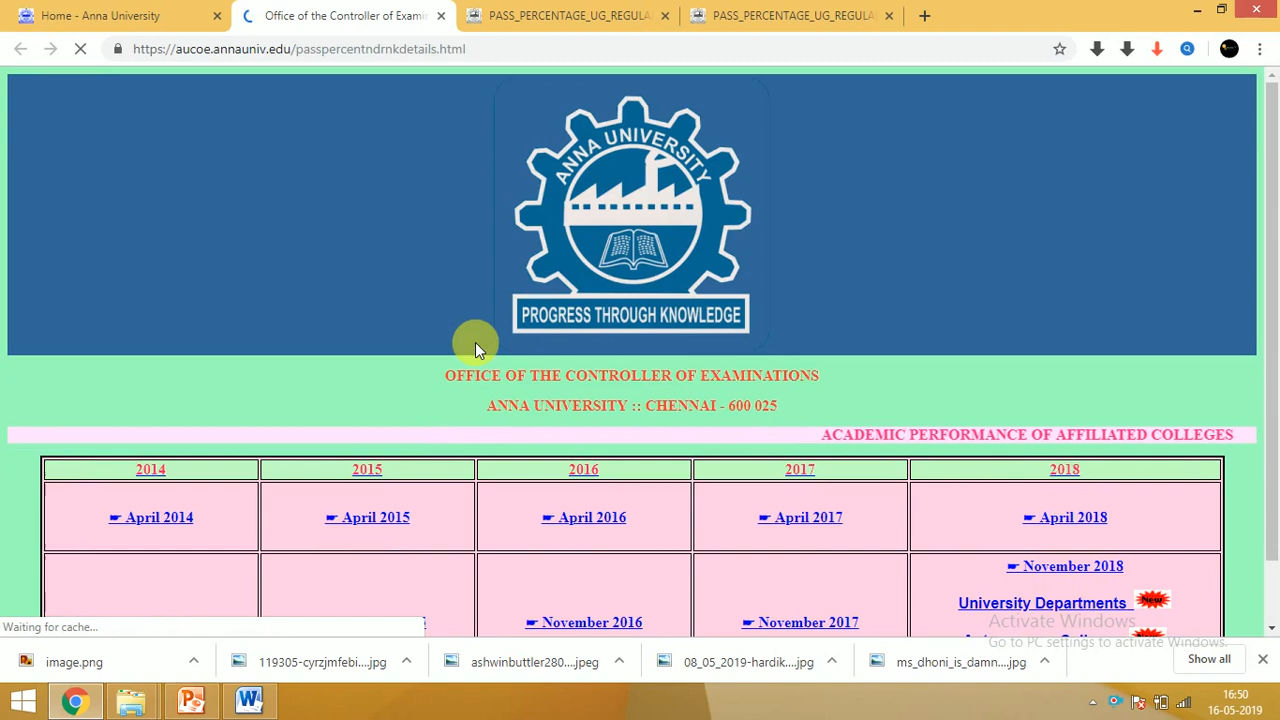 Home - Anna University
Office of the Controller of Examin
PASS_PERCENTAGE_UG_REGULA
PASS_PERCENTAGE_UG_REGULA
https://aucoe.annauniv.edu/passpercentndrnkdetails.html
ANNA UNIVERSITY
PROGRESS THROUGH KNOWLEDGE
OFFICE OF THE CONTROLLER OF EXAMINATIONS
ANNA UNIVERSITY :: CHENNAI - 600 025
ACADEMIC PERFORMANCE OF AFFILIATED COLLEGES
2014 2015 2016 2017 2018
☛ April 2014 ☛ April 2015 ☛ April 2016 ☛ April 2017 ☛ April 2018
☛ November 2018
University Departments New
☛ November 2016 ☛ November 2017
Waiting for cache...
Activate Windows
Go to PC settings to activate Windows.
image.png
119305-cyrzjmfebi....jpg
ashwinbuttler280....jpeg
08_05_2019-hardik....jpg
ms_dhoni_is_damn....jpg
Show all
16:50
16-05-2019